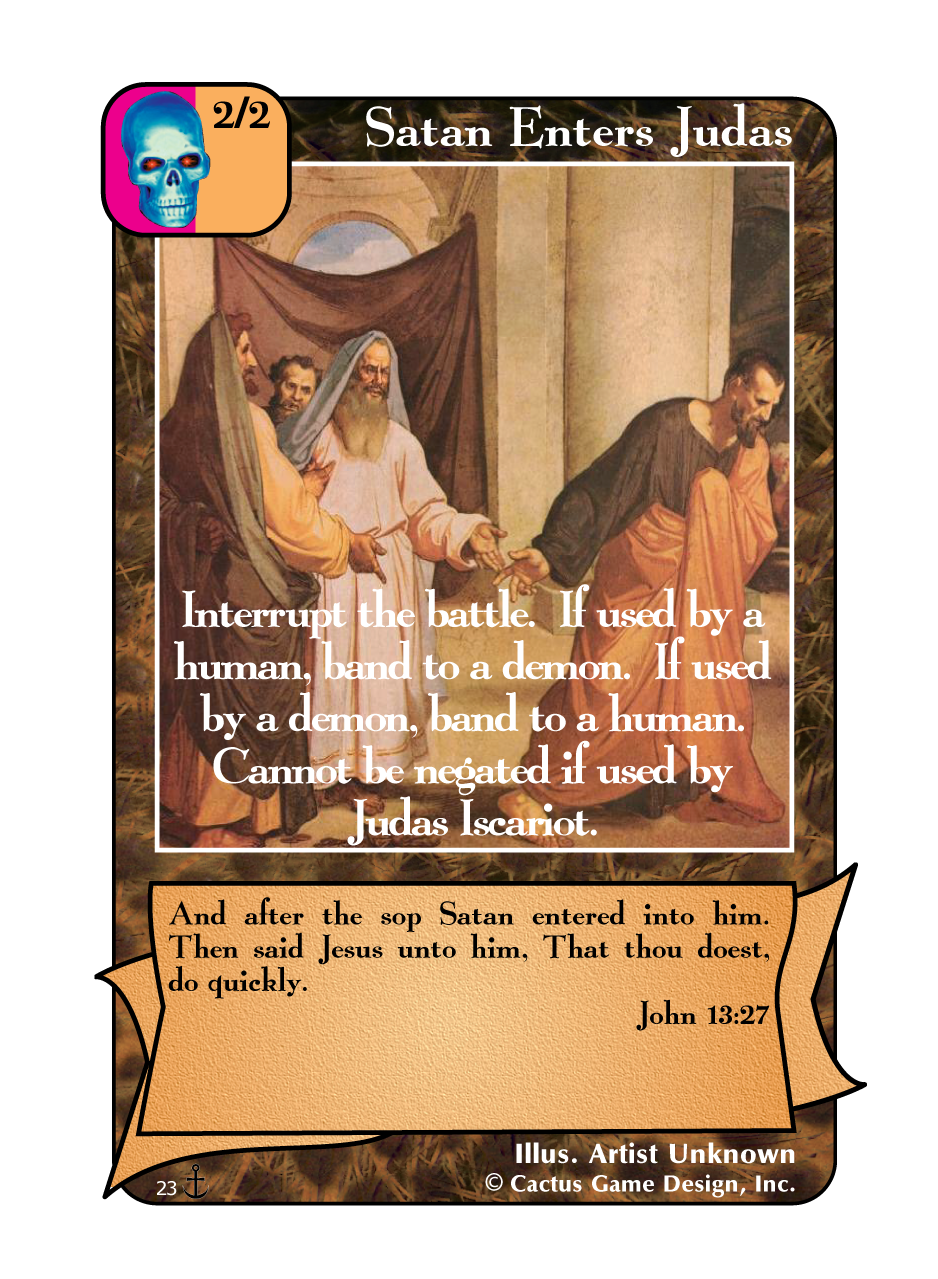 2/2
Satan Enters Judas
Interrupt the battle.  If used by a
human, band to a demon.  If used
by a demon, band to a human.
Cannot be negated if used by
Judas Iscariot.
And after the sop Satan entered into him.
Then said Jesus unto him, That thou doest,
do quickly.
John 13:27
Illus. Artist Unknown
© Cactus Game Design, Inc.
23